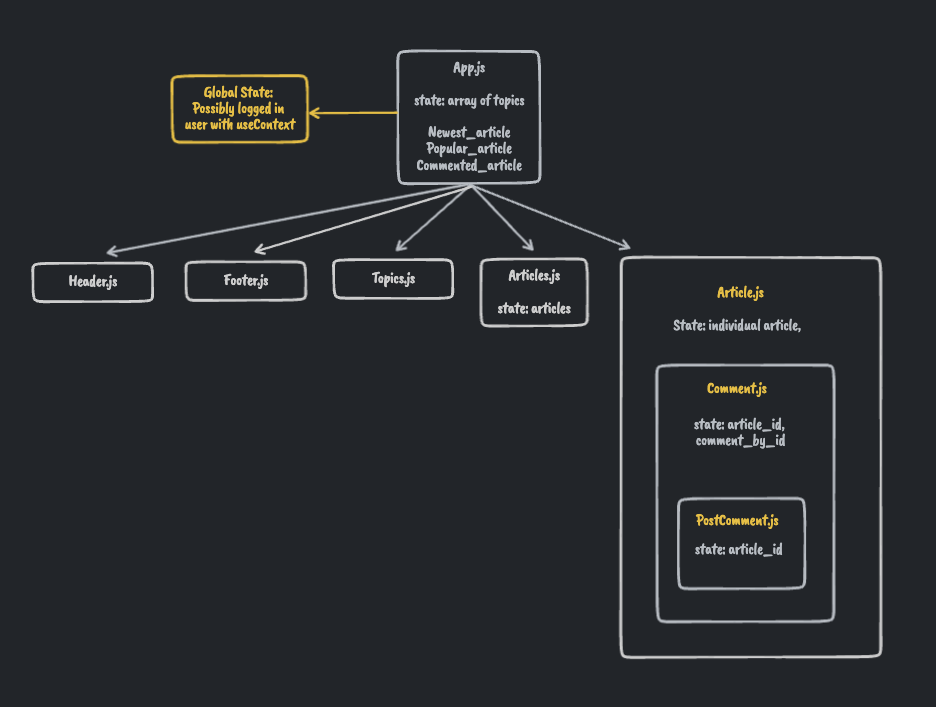 App.js
state: array of topics
Newest_article
Popular_article
Commented_article
Global State:
Possibly logged in
user with useContext
Header.js
Footer.js
Topics.js
Articles.js
state: articles
Article.js
State: individual article,
Comment.js
state: article_id,
comment_by_id
PostComment.js
state: article_id